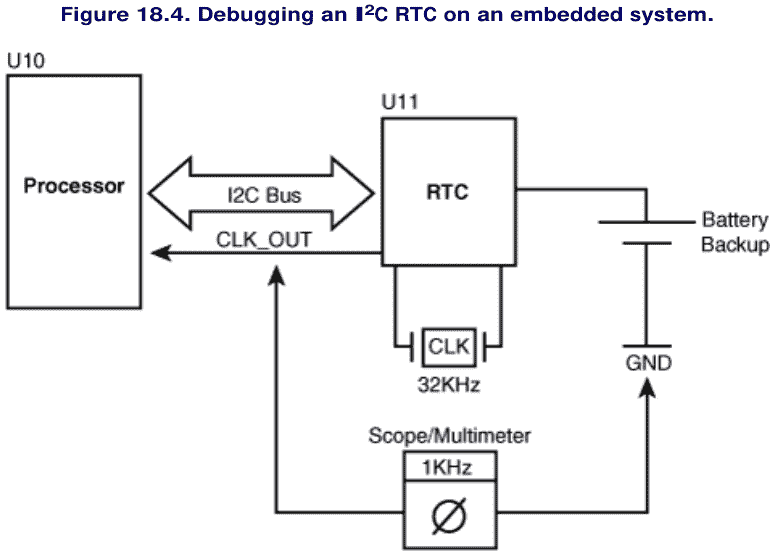 Figure 18.4. Debugging an I²C RTC on an embedded system.
U10
Processor
I2C Bus
CLK_OUT
U11
RTC
Battery
Backup
CLK
32KHz
GND
Scope/Multimeter
1KHz